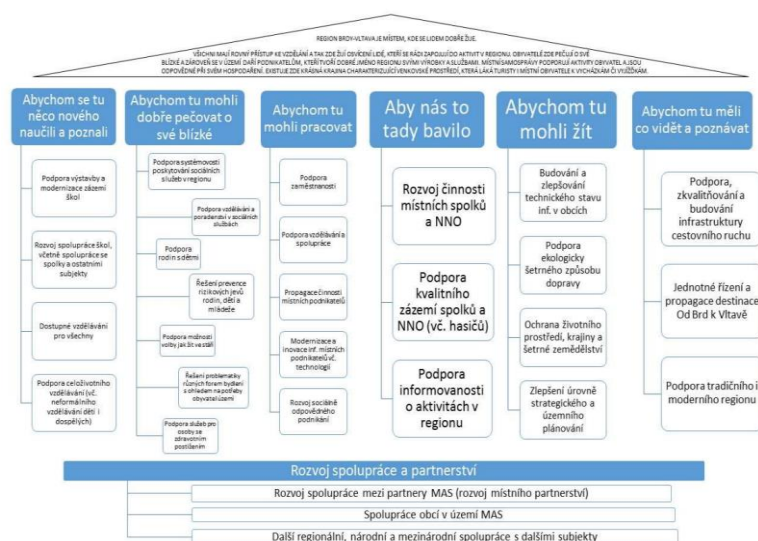 REGION BRDY-VLTAVA JE MÍSTEM, KDE SE LIDEM DOBŘE ŽIJE.
VŠICHNI MAJÍ ROVNÝ PŘÍSTUP KE VZDĚLÁNÍ A TAK ZDE ŽIJÍ OSVÍCENÍ LIDÉ, KTEŘÍ SE RÁDI ZAPOJUJÍ DO AKTIVIT V REGIONU. OBYVATELÉ ZDE PEČUJÍ O SVÉ
BLÍZKÉ A ZÁROVEŇ SE V ÚZEMÍ DAŘÍ PODNIKATELŮM, KTEŘÍ TVOŘÍ DOBRÉ JMÉNO REGIONU SVÝMI VÝROBKY A SLUŽBAMI. MÍSTNÍ SAMOSPRÁVY PODPORUJÍ AKTIVITY OBYVATEL A JSOU
ODPOVĚDNÉ PŘI SVÉM HOSPODAŘENÍ. EXISTUJE ZDE KRÁSNÁ KRAJINA CHARAKTERIZUJÍCÍ VENKOVSKÉ PROSTŘEDÍ, KTERÁ LÁKÁ TURISTY I MÍSTNÍ OBYVATELE K VYCHÁZKÁM ČI VYJÍŽĎKÁM.
Abychom se tu
něco nového
naučili a poznali
Podpora výstavby a
modernizace zázemí
škol
Rozvoj spolupráce škol,
včetně spolupráce se
spolky a ostatními
subjekty
Dostupné vzdělávání
pro všechny
Podpora celoživotního
vzdělávání (vč.
neformálního
vzdělávání dětí i
dospělých)
Abychom tu mohli
dobře pečovat o
své blízké
Podpora systémovosti
poskytování sociálních
služeb v regionu
Podpora vzdělávání a
poradenství v sociálních
službách
Podpora
rodin s dětmi
Řešení prevence
rizikových jevů
rodin, dětí a
mládeže
Podpora možnosti
volby jak žít ve stáří
Řešení problematiky
různých forem bydlení
s ohledem na potřeby
obyvatel území
Podpora služeb pro
osoby se
zdravotním
postižením
Abychom tu
mohli pracovat
Podpora
zaměstnanosti
Podpora vzdělávání a
spolupráce
Propagace činnosti
místních podnikatelů
Modernizace a
inovace inf. místních
podnikatelů vč.
technologií
Rozvoj sociálně
odpovědného
podnikání
Aby nás to
tady bavilo
Rozvoj činnosti
místních spolků
a NNO
Podpora
kvalitního
zázemí spolků a
NNO (vč. hasičů)
Podpora
informovanosti
o aktivitách v
regionu
Abychom tu
mohli žít
Budování a
zlepšování
technického stavu
inf. v obcích
Podpora
ekologicky
šetrného způsobu
dopravy
Ochrana životního
prostředí, krajiny a
šetrné zemědělství
Zlepšení úrovně
strategického a
územního
plánování
Abychom tu měli
co vidět a poznávat
Podpora,
zkvalitňování a
budování
infrastruktury
cestovního ruchu
Jednotné řízení a
propagace destinace
Od Brd k Vltavě
Podpora tradičního i
moderního regionu
Rozvoj spolupráce a partnerství
Rozvoj spolupráce mezi partnery MAS (rozvoj místního partnerství)
Spolupráce obcí v území MAS
Další regionální, národní a mezinárodní spolupráce s dalšími subjekty